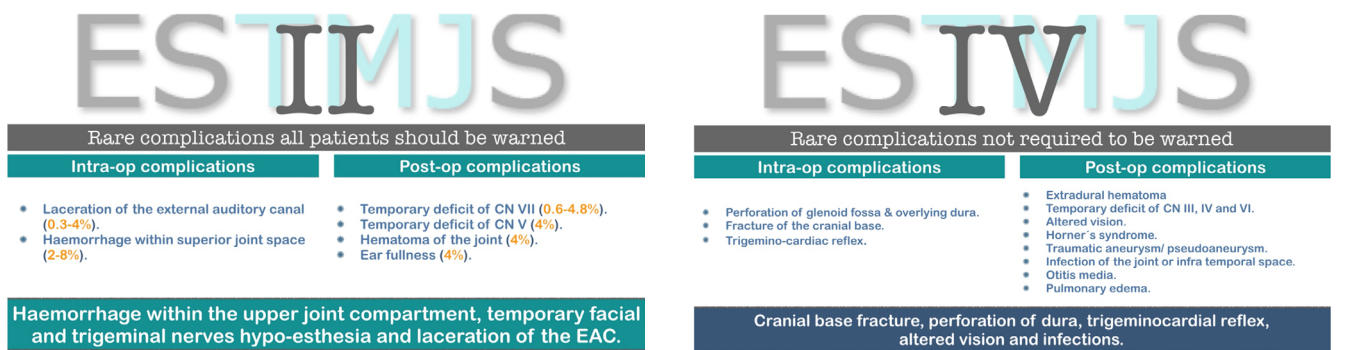 ESTMJS
II
Rare complications all patients should be warned
Intra-op complications
Post-op complications
Laceration of the external auditory canal
(0.3-4%).
Haemorrhage within superior joint space
(2-8%).
Temporary deficit of CN VII (0.6-4.8%).
Temporary deficit of CN V (4%).
Hematoma of the joint (4%).
Ear fullness (4%).
Haemorrhage within the upper joint compartment, temporary facial
and trigeminal nerves hypo-esthesia and laceration of the EAC.
ESTMJS
IV
Rare complications not required to be warned
Intra-op complications
Post-op complications
Perforation of glenoid fossa & overlying dura.
Fracture of the cranial base.
Trigemino-cardiac reflex.
Extradural hematoma
Temporary deficit of CN III, IV and VI.
Altered vision.
Horner´s syndrome.
Traumatic aneurysm/ pseudoaneurysm.
Infection of the joint or infra temporal space.
Otitis media.
Pulmonary edema.
Cranial base fracture, perforation of dura, trigeminocardial reflex,
altered vision and infections.